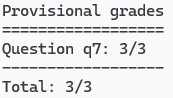 Provisional grades
==================
Question q7: 3/3
------------------
Total: 3/3